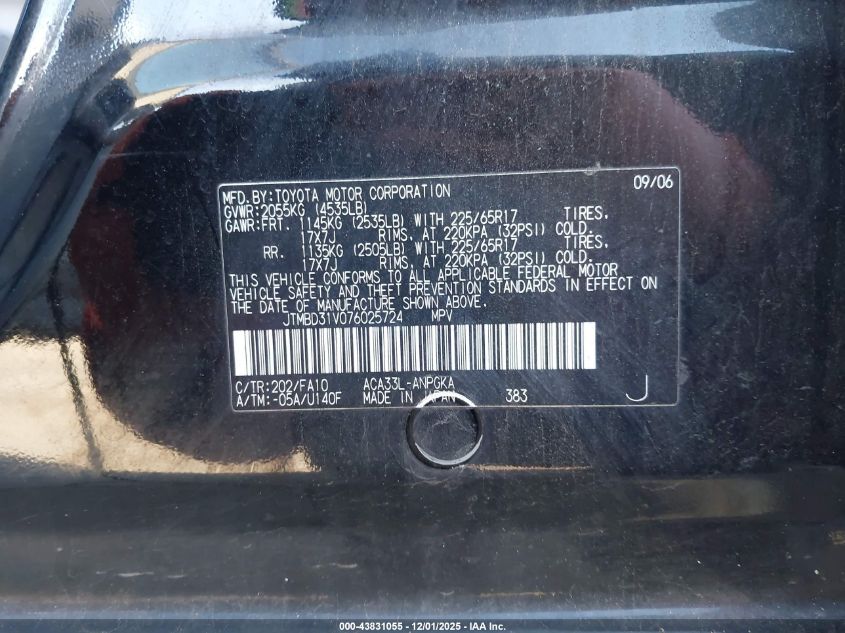 MFD.BY:TOYOTA MOTOR CORPORATION 09/06
GVWR:2055KG (4535LB)
GAWR:FRT. 1145KG (2535LB) WITH 225/65R17 TIRES,
17X7J RIMS, AT 220KPA (32PSI) COLD.
RR. 1135KG (2505LB) WITH 225/65R17 TIRES,
17X7J RIMS, AT 220KPA (32PSI) COLD.
THIS VEHICLE CONFORMS TO ALL APPLICABLE FEDERAL MOTOR
VEHICLE SAFETY AND THEFT PREVENTION STANDARDS IN EFFECT ON
THE DATE OF MANUFACTURE SHOWN ABOVE.
JTMBD31V076025724 MPV
C/TR:202/FA10 ACA33L-ANPGKA
A/TM:-05A/U140F MADE IN JAPAN 383 J
000-43831055 - 12/01/2025 - IAA Inc.